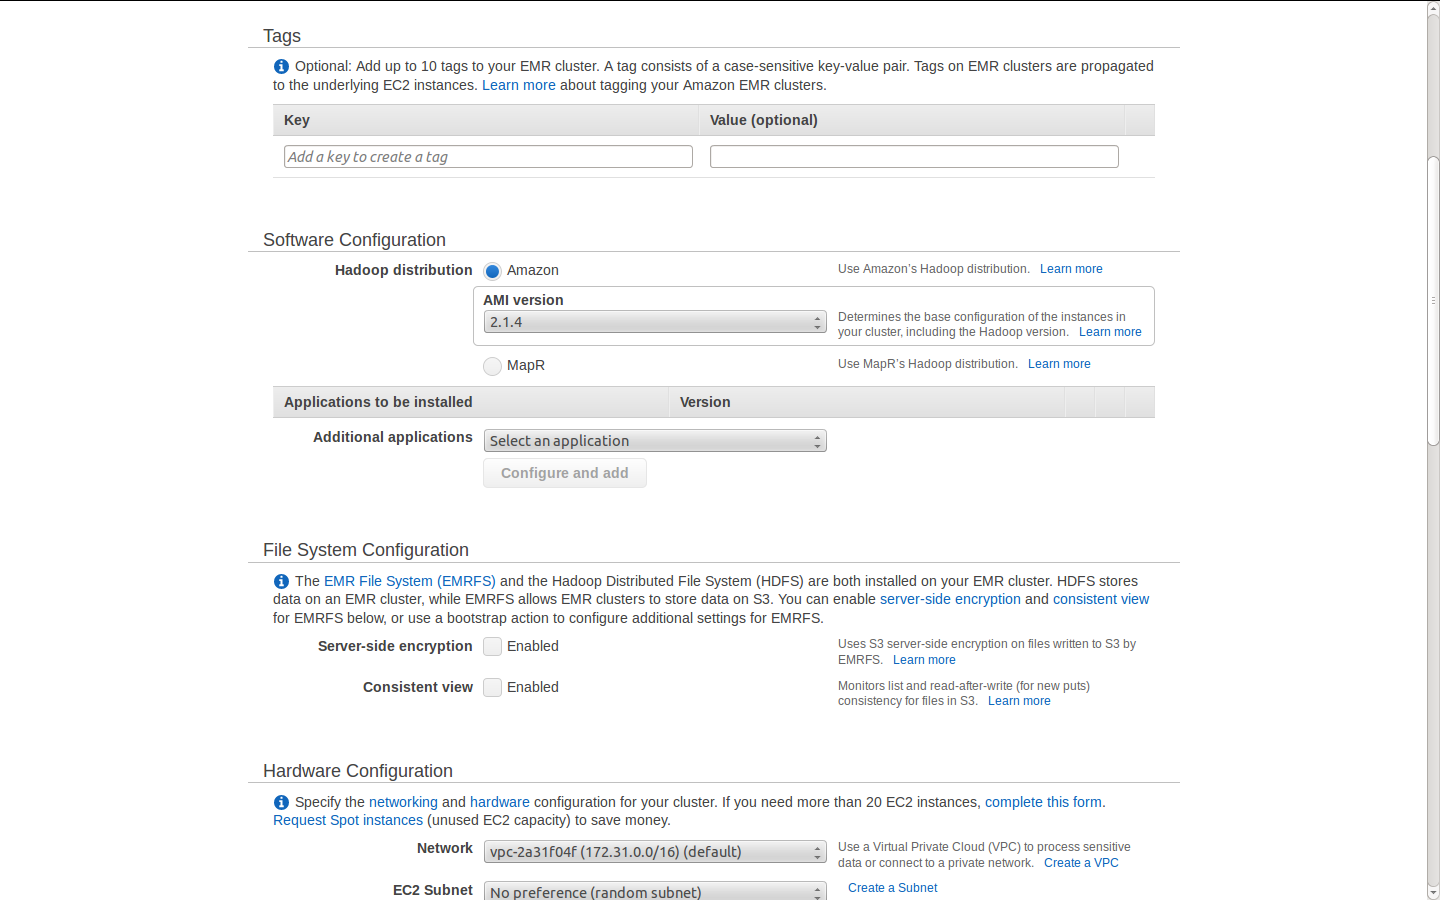 Tags
Optional: Add up to 10 tags to your EMR cluster. A tag consists of a case-sensitive key-value pair. Tags on EMR clusters are propagated
to the underlying EC2 instances. Learn more about tagging your Amazon EMR clusters.
Key Value (optional)
Add a key to create a tag
Software Configuration
Hadoop distribution Amazon Use Amazon's Hadoop distribution. Learn more
AMI version
2.1.4 Determines the base configuration of the instances in
your cluster, including the Hadoop version. Learn more
MapR Use MapR's Hadoop distribution. Learn more
Applications to be installed Version
Additional applications Select an application
Configure and add
File System Configuration
The EMR File System (EMRFS) and the Hadoop Distributed File System (HDFS) are both installed on your EMR cluster. HDFS stores
data on an EMR cluster, while EMRFS allows EMR clusters to store data on S3. You can enable server-side encryption and consistent view
for EMRFS below, or use a bootstrap action to configure additional settings for EMRFS.
Server-side encryption Enabled Uses S3 server-side encryption on files written to S3 by
EMRFS. Learn more
Consistent view Enabled Monitors list and read-after-write (for new puts)
consistency for files in S3. Learn more
Hardware Configuration
Specify the networking and hardware configuration for your cluster. If you need more than 20 EC2 instances, complete this form.
Request Spot instances (unused EC2 capacity) to save money.
Network vpc-2a31f04f (172.31.0.0/16) (default) Use a Virtual Private Cloud (VPC) to process sensitive
data or connect to a private network. Create a VPC
EC2 Subnet No preference (random subnet) Create a Subnet